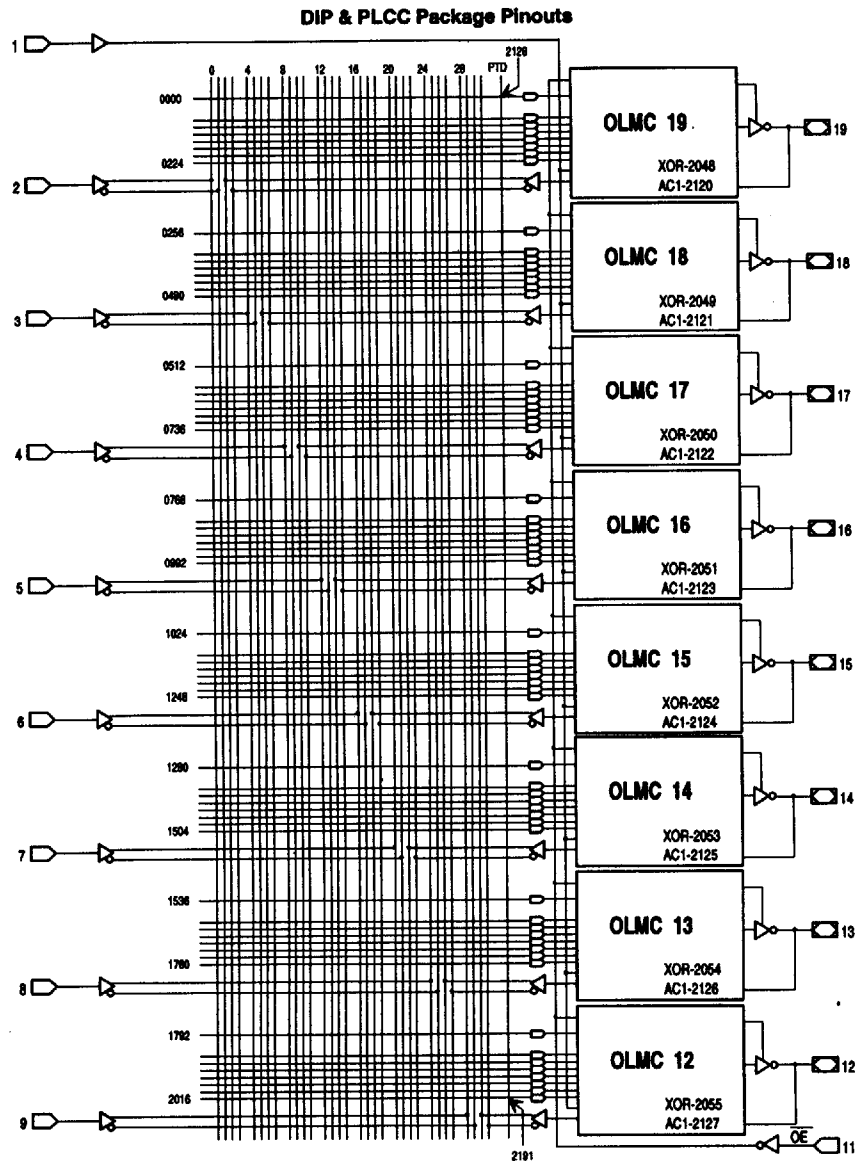 DIP & PLCC Package Pinouts
1
2128
0 4 8 12 16 20 24 28 PTD
0000
OLMC 19
19
0224
XOR-2048
AC1-2120
2
0256
OLMC 18
18
0480
XOR-2049
AC1-2121
3
0512
OLMC 17
17
0736
XOR-2050
AC1-2122
4
0768
OLMC 16
16
0992
XOR-2051
AC1-2123
5
1024
OLMC 15
15
1248
XOR-2052
AC1-2124
6
1280
OLMC 14
14
1504
XOR-2053
AC1-2125
7
1536
OLMC 13
13
1760
XOR-2054
AC1-2126
8
1792
OLMC 12
12
2016
XOR-2055
AC1-2127
9
OE
11
2191